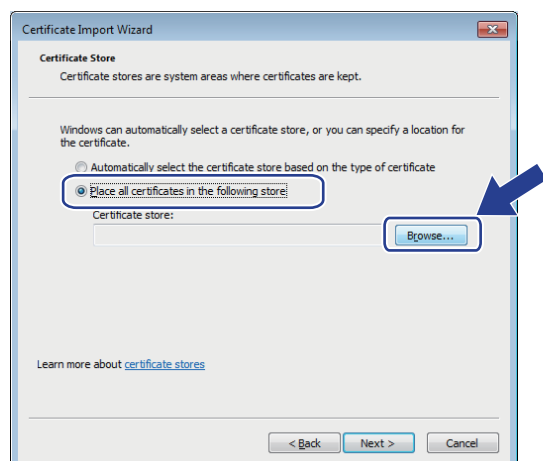 Certificate Import Wizard
Certificate Store
Certificate stores are system areas where certificates are kept.
Windows can automatically select a certificate store, or you can specify a location for
the certificate.
Automatically select the certificate store based on the type of certificate
Place all certificates in the following store
Certificate store:
Browse...
Learn more about certificate stores
< Back
Next >
Cancel